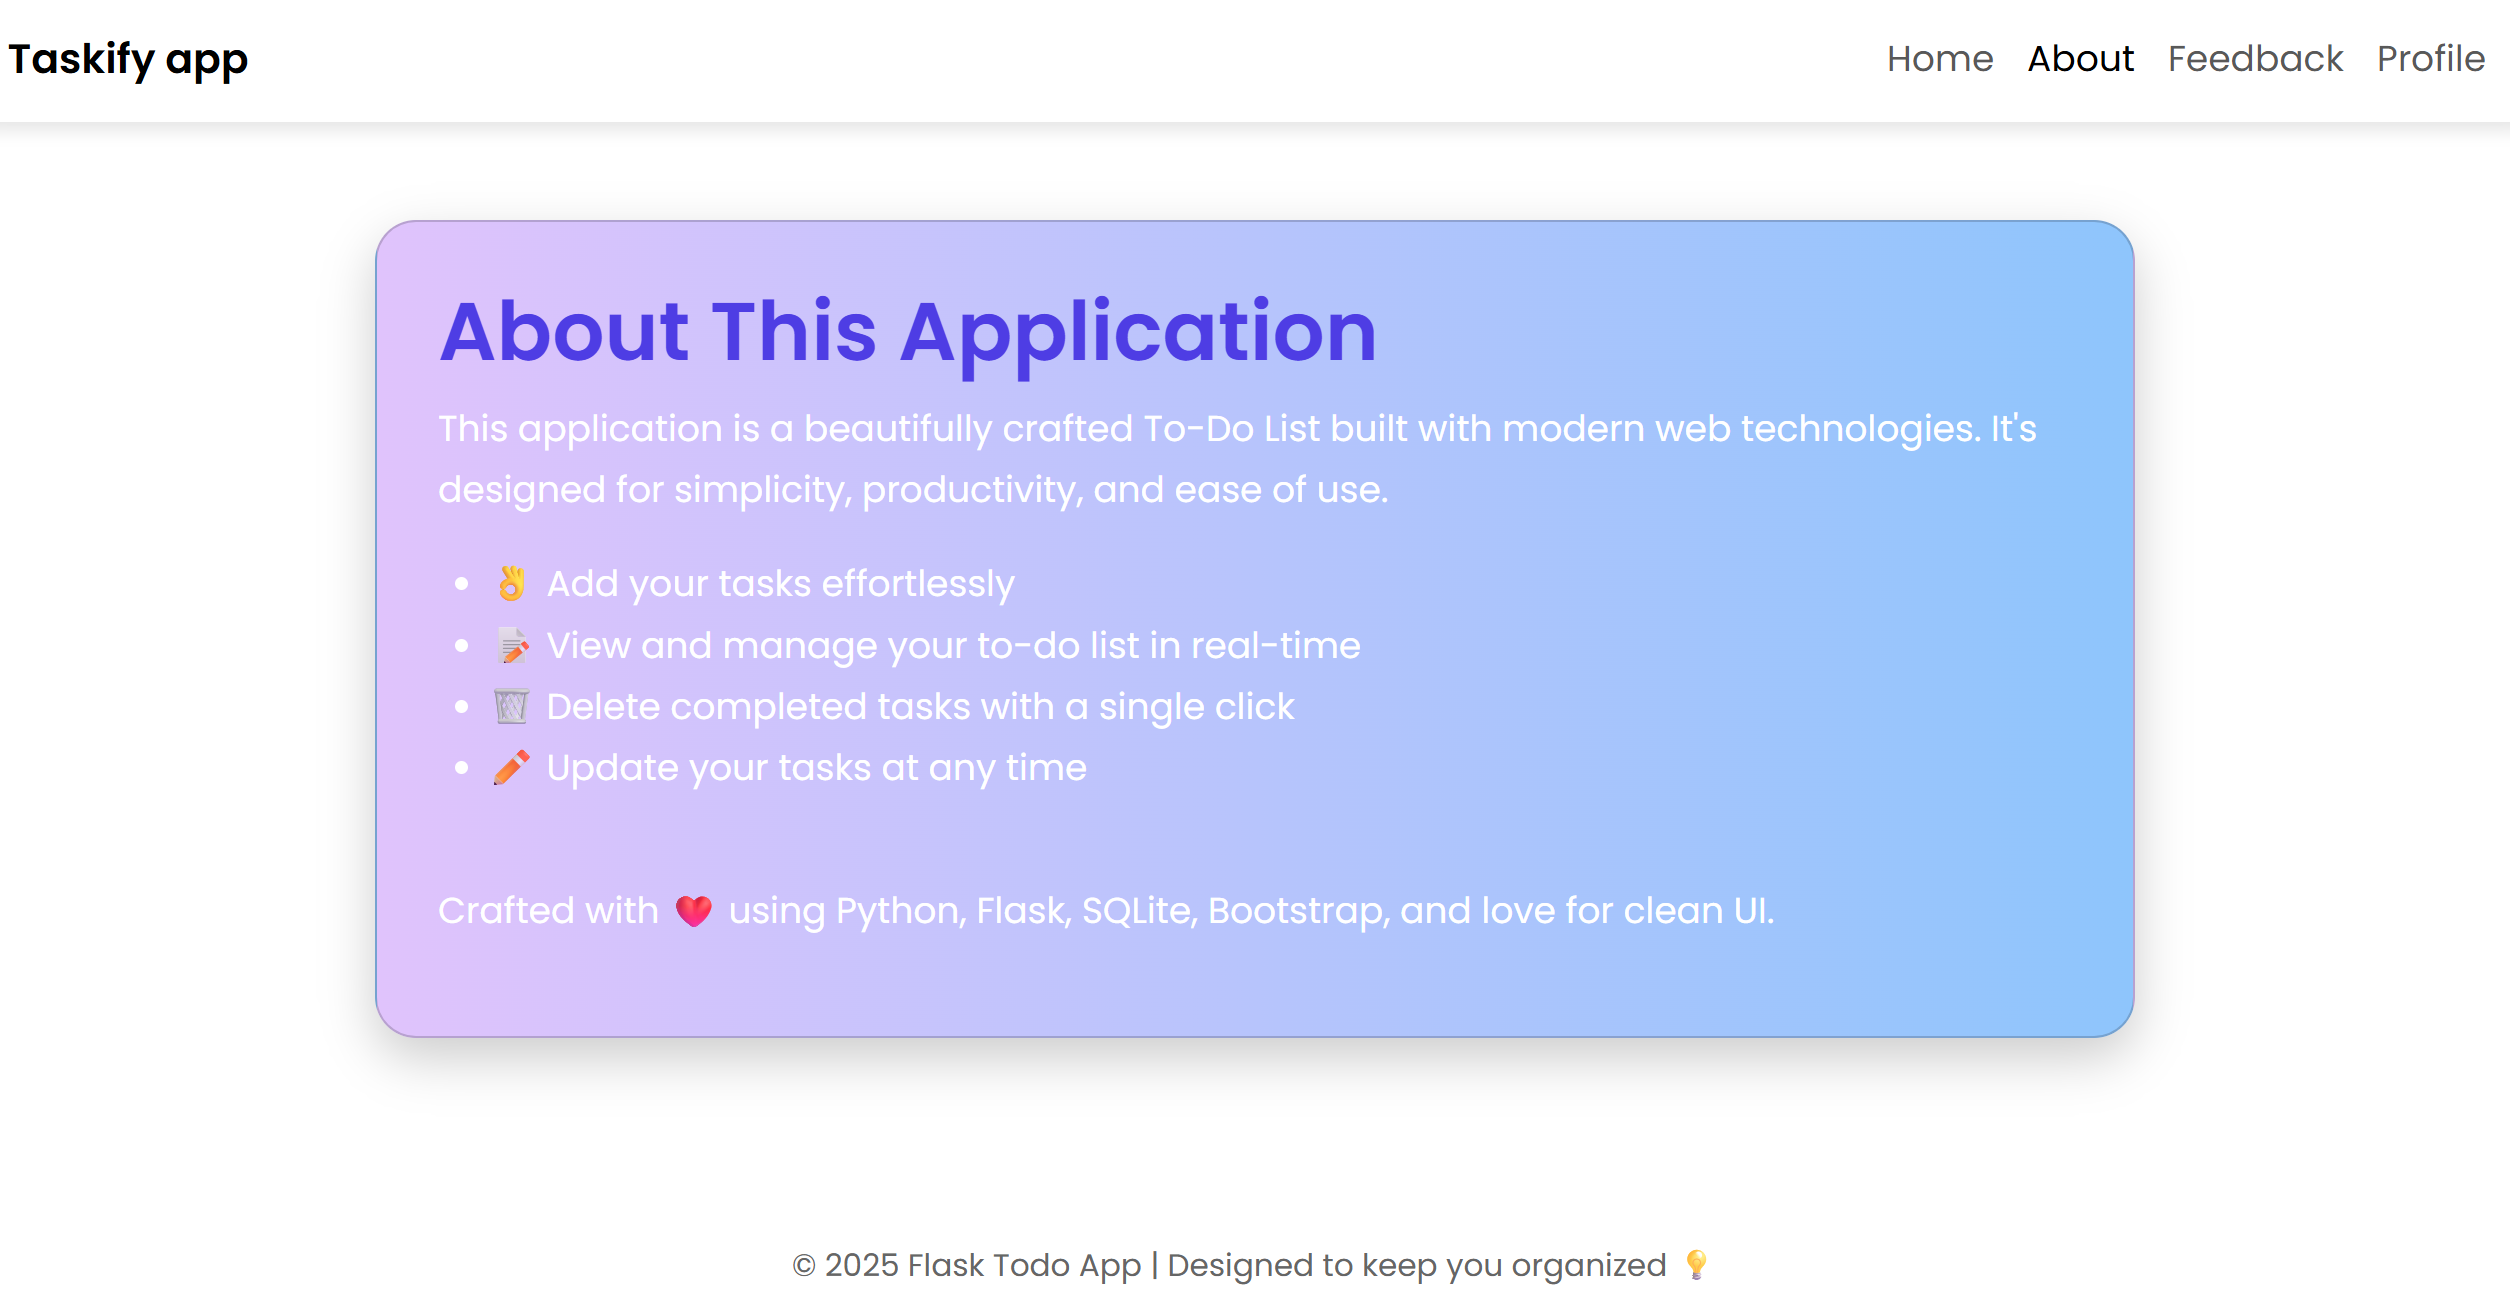 Taskify app
Home About Feedback Profile
About This Application
This application is a beautifully crafted To-Do List built with modern web technologies. It's
designed for simplicity, productivity, and ease of use.
👌 Add your tasks effortlessly
📝 View and manage your to-do list in real-time
🗑️ Delete completed tasks with a single click
✏️ Update your tasks at any time
Crafted with ❤️ using Python, Flask, SQLite, Bootstrap, and love for clean UI.
© 2025 Flask Todo App | Designed to keep you organized 💡